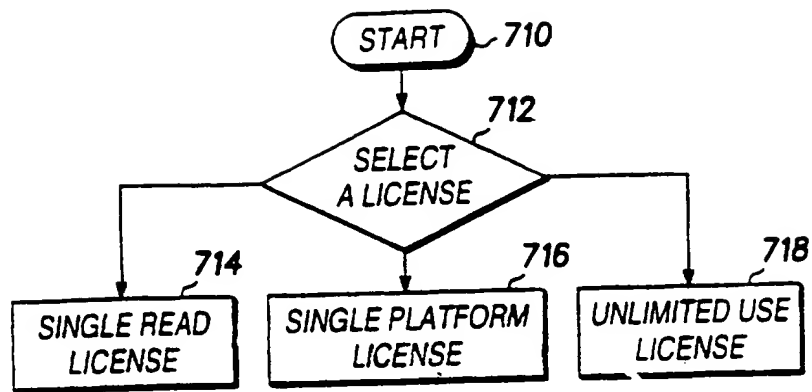 START
710
712
SELECT
A LICENSE
714
716
718
SINGLE READ
LICENSE
SINGLE PLATFORM
LICENSE
UNLIMITED USE
LICENSE